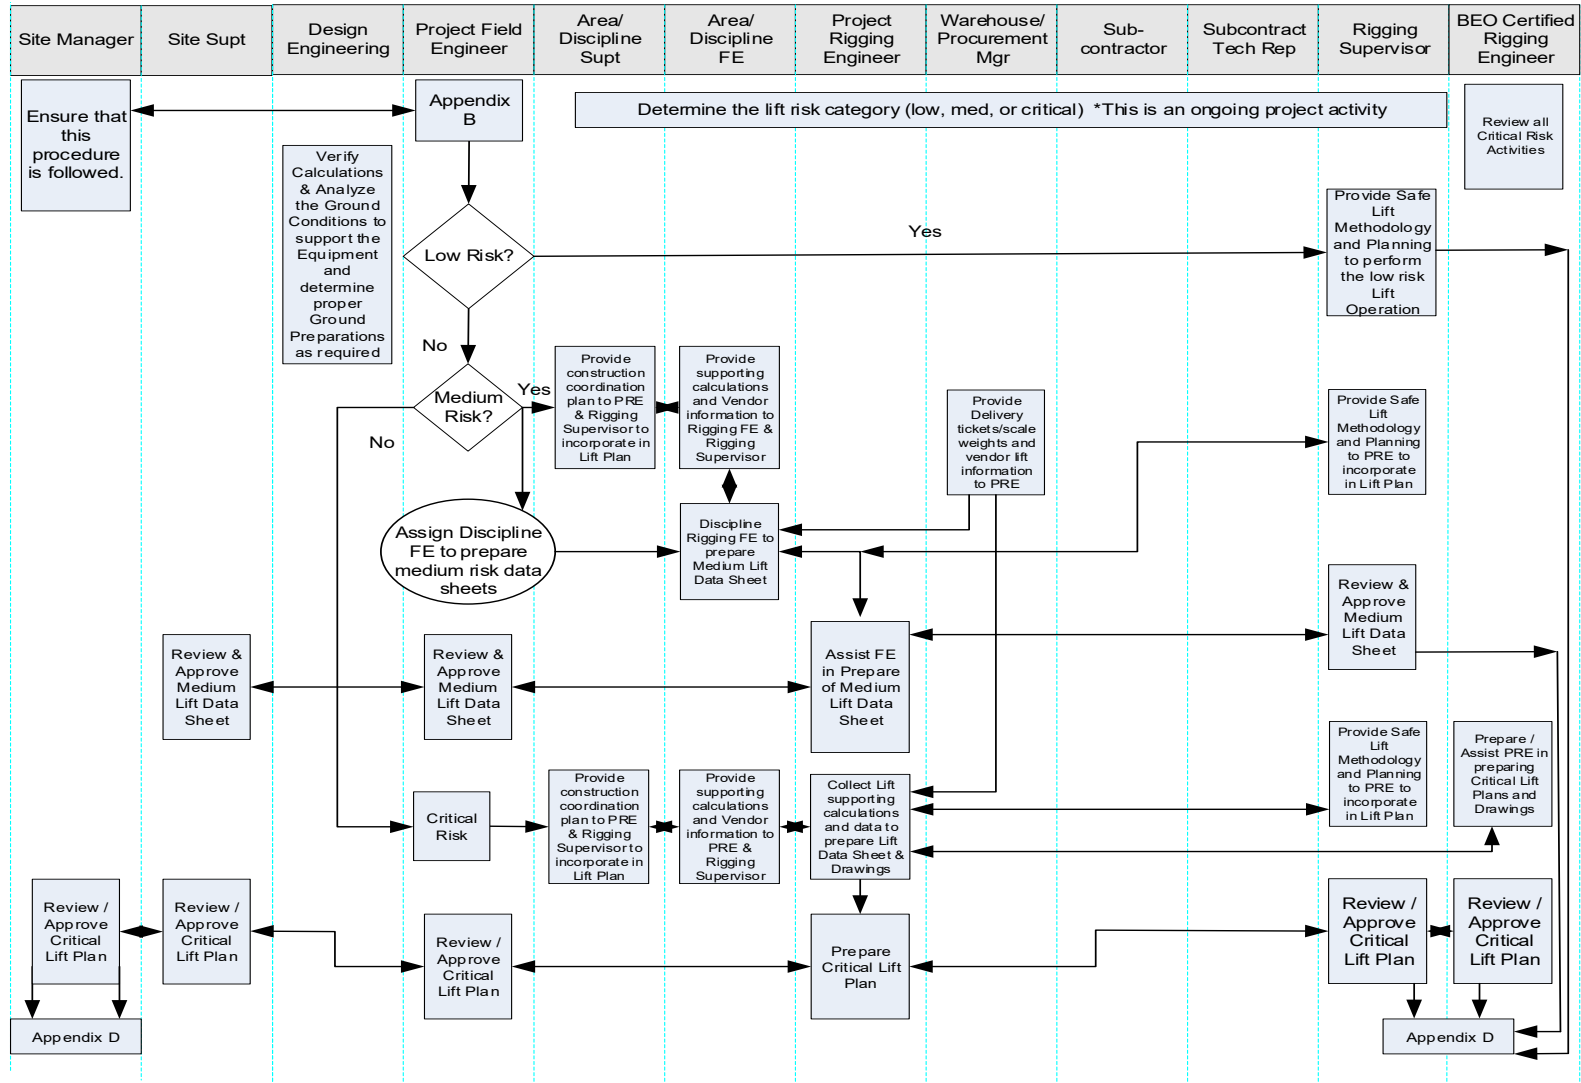 Site Manager
Site Supt
Design
Engineering
Project Field
Engineer
Area/
Discipline
Supt
Area/
Discipline
FE
Project
Rigging
Engineer
Warehouse/
Procurement
Mgr
Sub-
contractor
Subcontract
Tech Rep
Rigging
Supervisor
BEO Certified
Rigging
Engineer
Ensure that
this
procedure
is followed.
Appendix
B
Determine the lift risk category (low, med, or critical)  *This is an ongoing project activity
Review all
Critical Risk
Activities
Verify
Calculations
& Analyze
the Ground
Conditions to
support the
Equipment
and
determine
proper
Ground
Preparations
as required
Low Risk?
Yes
Provide Safe
Lift
Methodology
and Planning
to perform
the low risk
Lift
Operation
No
Medium
Risk?
Yes
No
Provide
construction
coordination
plan to PRE
& Rigging
Supervisor to
incorporate in
Lift Plan
Provide
supporting
calculations
and Vendor
information to
Rigging FE &
Rigging
Supervisor
Provide
Delivery
tickets/scale
weights and
vendor lift
information
to PRE
Provide Safe
Lift
Methodology
and Planning
to PRE to
incorporate
in Lift Plan
Assign Discipline
FE to prepare
medium risk data
sheets
Discipline
Rigging FE to
prepare
Medium Lift
Data Sheet
Review &
Approve
Medium
Lift Data
Sheet
Review &
Approve
Medium
Lift Data
Sheet
Review &
Approve
Medium
Lift Data
Sheet
Assist FE
in Prepare
of Medium
Lift Data
Sheet
Critical
Risk
Provide
construction
coordination
plan to PRE
& Rigging
Supervisor to
incorporate in
Lift Plan
Provide
supporting
calculations
and Vendor
information to
PRE &
Rigging
Supervisor
Collect Lift
supporting
calculations
and data to
prepare Lift
Data Sheet &
Drawings
Provide Safe
Lift
Methodology
and Planning
to PRE to
incorporate
in Lift Plan
Prepare /
Assist PRE in
preparing
Critical Lift
Plans and
Drawings
Review /
Approve
Critical
Lift Plan
Review /
Approve
Critical
Lift Plan
Review /
Approve
Critical
Lift Plan
Prepare
Critical Lift
Plan
Review /
Approve
Critical
Lift Plan
Review /
Approve
Critical
Lift Plan
Appendix D
Appendix D